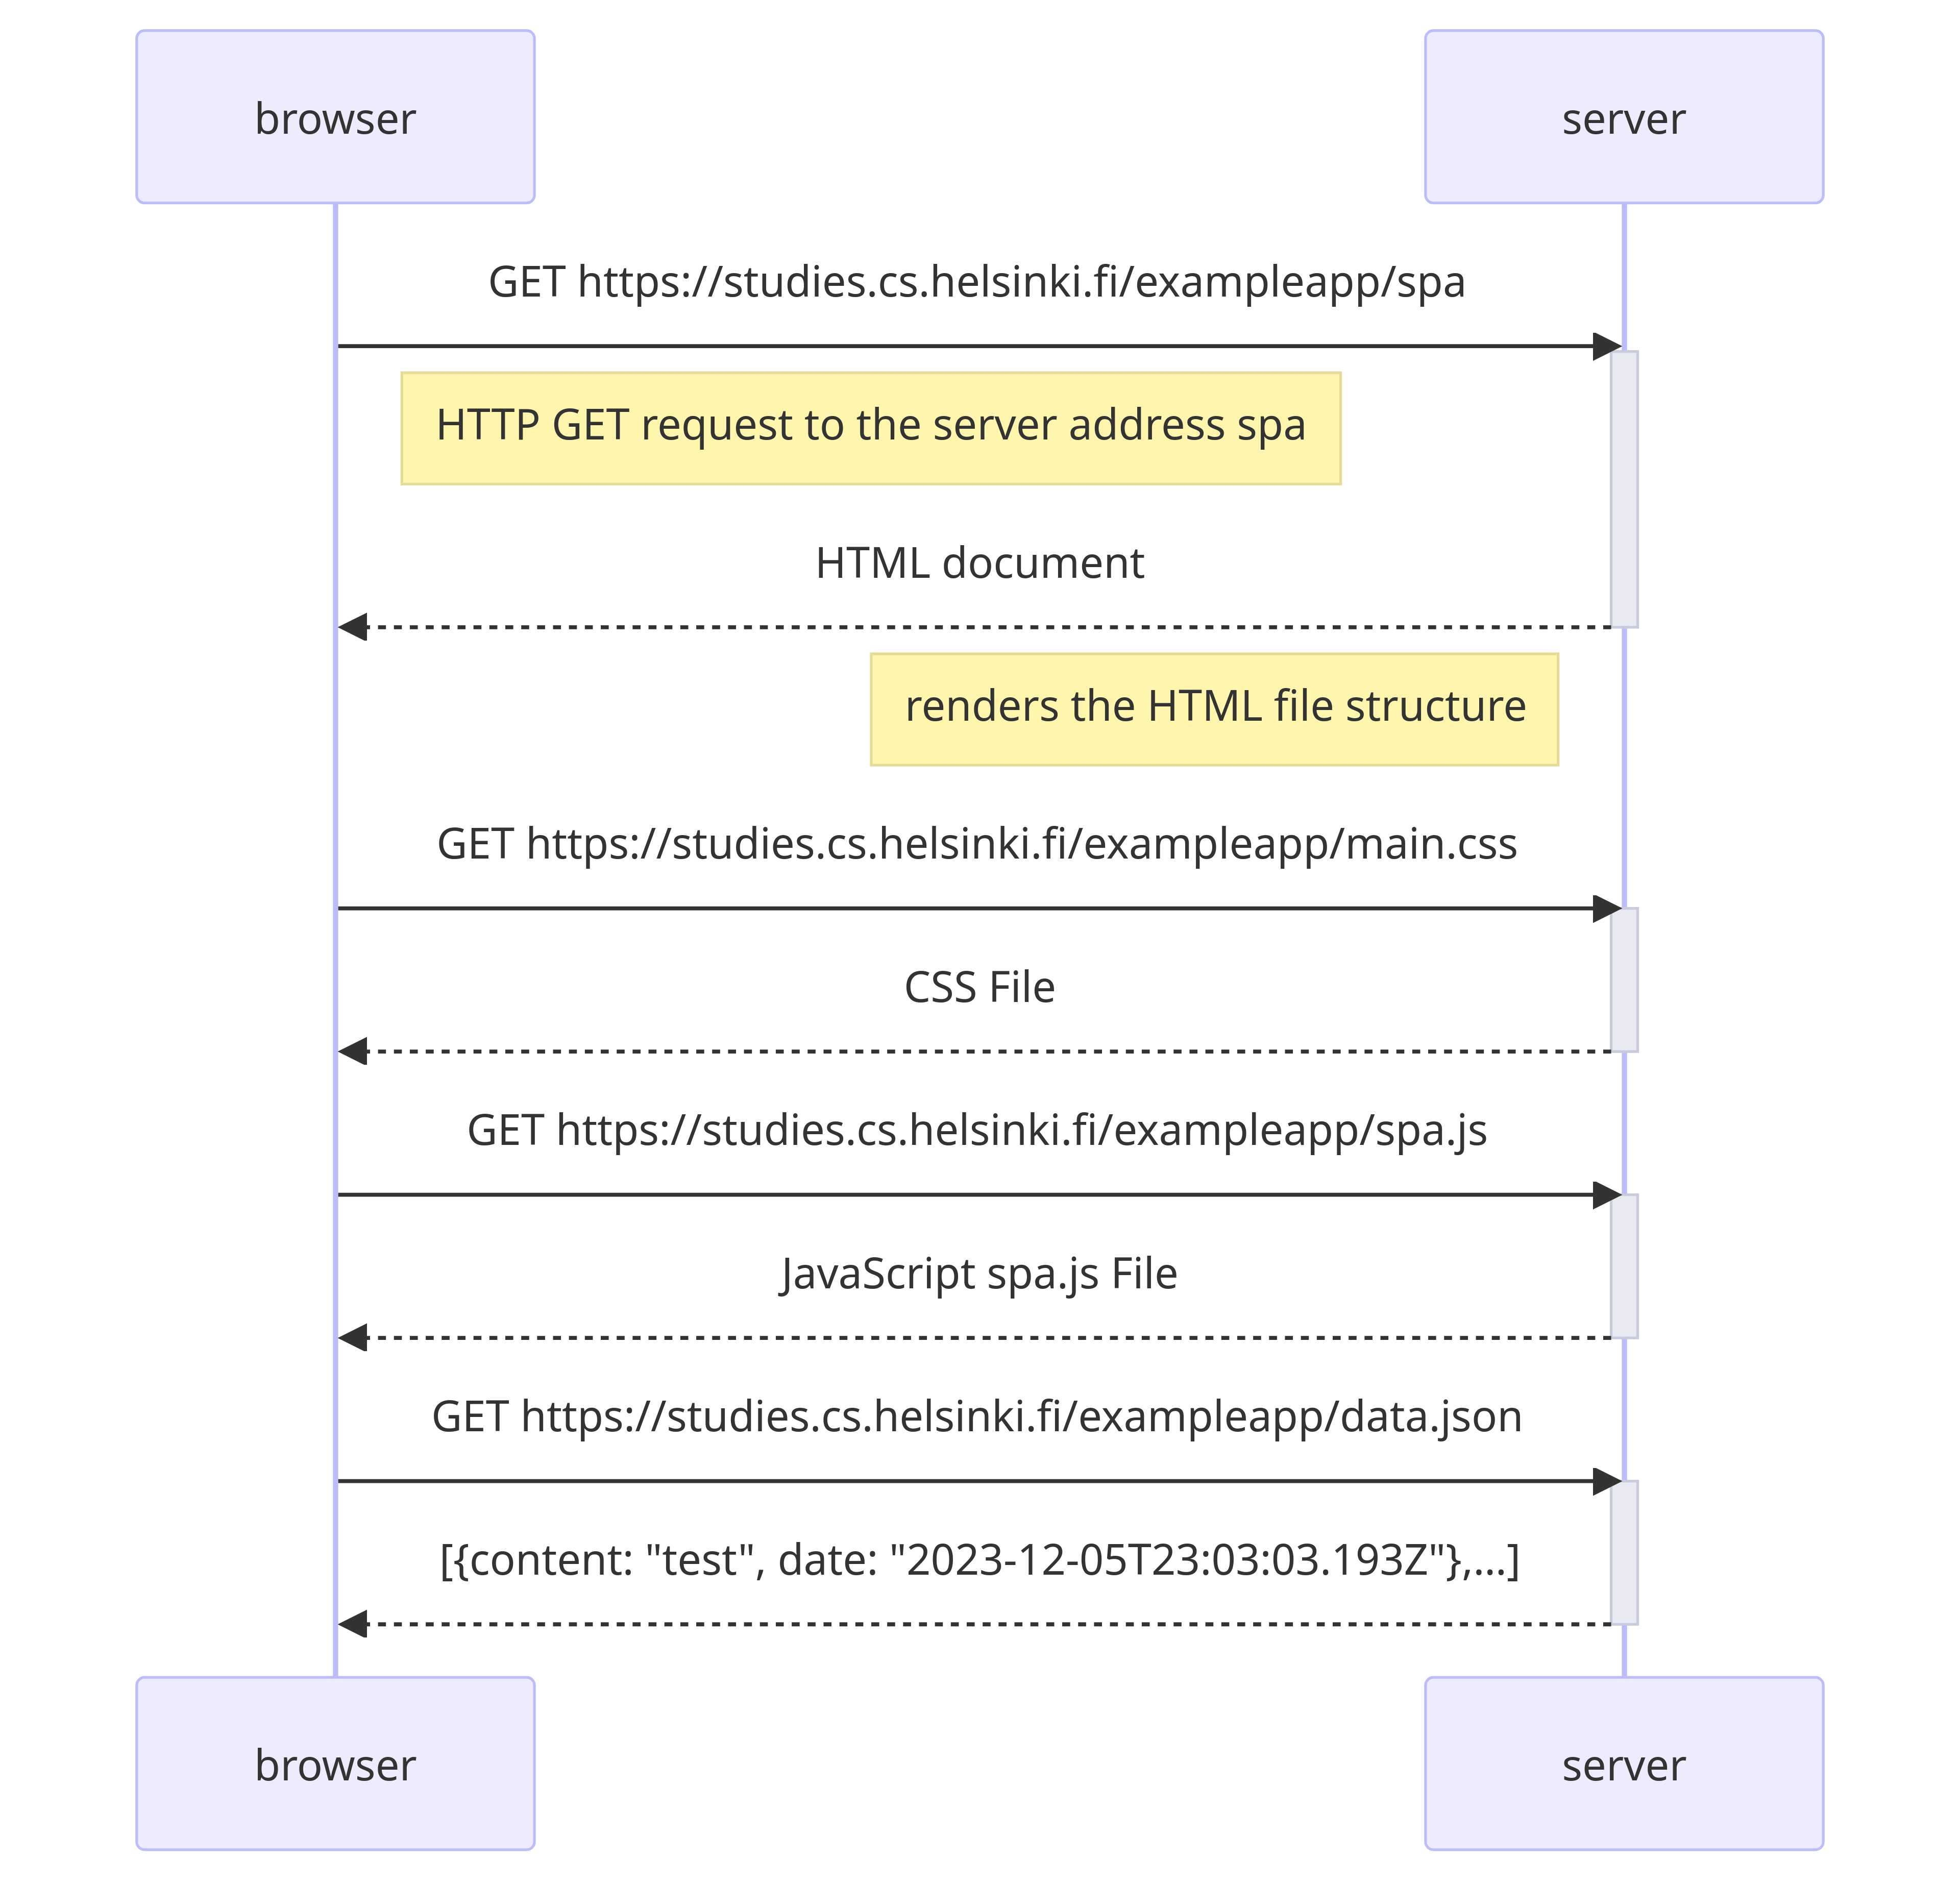 browser
server
GET https://studies.cs.helsinki.fi/exampleapp/spa
HTTP GET request to the server address spa
HTML document
renders the HTML file structure
GET https://studies.cs.helsinki.fi/exampleapp/main.css
CSS File
GET https://studies.cs.helsinki.fi/exampleapp/spa.js
JavaScript spa.js File
GET https://studies.cs.helsinki.fi/exampleapp/data.json
[{content: "test", date: "2023-12-05T23:03:03.193Z"},...]
browser
server